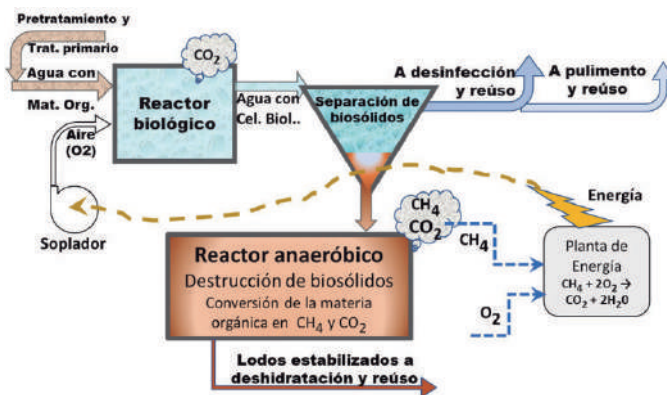 Pretratamiento y
Trat. primario
Agua con
Mat. Org.
Aire
(O2)
Soplador
CO2
Reactor
biológico
Agua con
Cel. Biol..
Separación de
biosólidos
A desinfección
y reúso
A pulimento
y reúso
Energía
CH4
CO2
CH4
O2
Planta de
Energía
CH4 + 2O2 →
CO2 + 2H20
Reactor anaeróbico
Destrucción de biosólidos
Conversión de la materia
orgánica en CH4 y CO2
Lodos estabilizados a
deshidratación y reúso